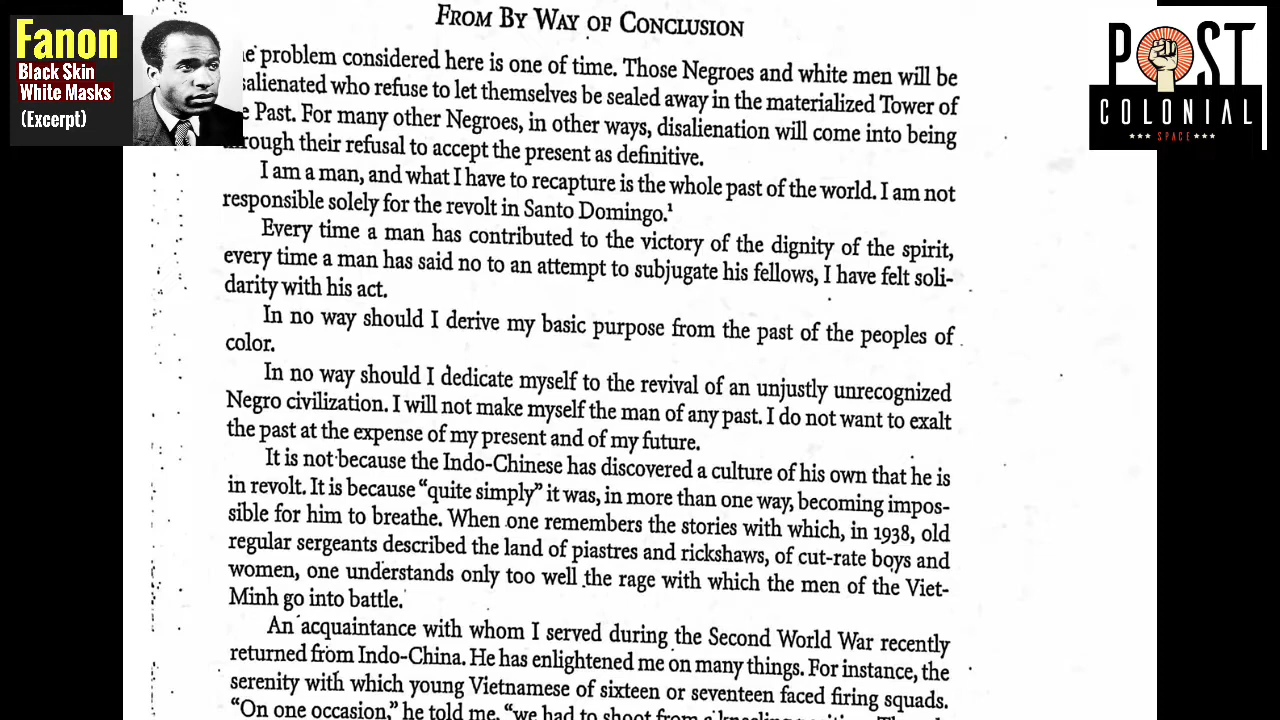 Fanon
Black Skin
White Masks
(Excerpt)
POST
COLONIAL
SPACE
FROM BY WAY OF CONCLUSION
problem considered here is one of time. Those Negroes and white men will be
salienated who refuse to let themselves be sealed away in the materialized Tower of
e Past. For many other Negroes, in other ways, disalienation will come into being
rough their refusal to accept the present as definitive.
I am a man, and what I have to recapture is the whole past of the world. I am not
responsible solely for the revolt in Santo Domingo.¹
Every time a man has contributed to the victory of the dignity of the spirit,
every time a man has said no to an attempt to subjugate his fellows, I have felt soli-
darity with his act.
In no way should I derive my basic purpose from the past of the peoples of
color.
In no way should I dedicate myself to the revival of an unjustly unrecognized
Negro civilization. I will not make myself the man of any past. I do not want to exalt
the past at the expense of my present and of my future.
It is not because the Indo-Chinese has discovered a culture of his own that he is
in revolt. It is because “quite simply” it was, in more than one way, becoming impos-
sible for him to breathe. When one remembers the stories with which, in 1938, old
regular sergeants described the land of piastres and rickshaws, of cut-rate boys and
women, one understands only too well the rage with which the men of the Viet-
Minh go into battle.
An acquaintance with whom I served during the Second World War recently
returned from Indo-China. He has enlightened me on many things. For instance, the
serenity with which young Vietnamese of sixteen or seventeen faced firing squads.
“On one occasion,” he told me, “we had to shoot from a kneeling